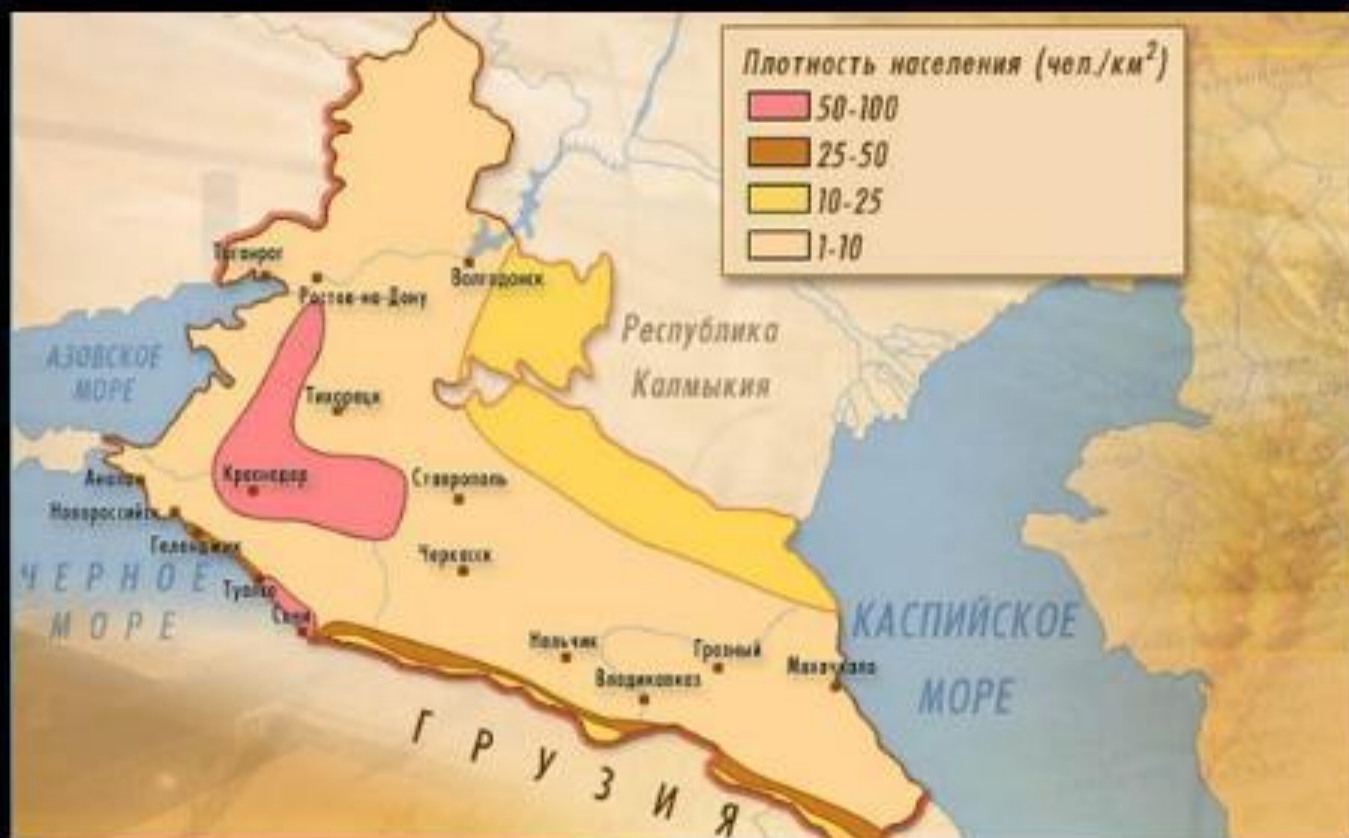 Плотность населения (чел./км²)
50-100
25-50
10-25
1-10
Таганрог
Ростов-на-Дону
Волгодонск
Республика
Калмыкия
АЗОВСКОЕ
МОРЕ
Тихорецк
Краснодар
Ставрополь
Анапа
Новороссийск
Геленджик
Черкесск
ЧЕРНОЕ
МОРЕ
Туапсе
Сочи
Нальчик
Грозный
Владикавказ
Махачкала
КАСПИЙСКОЕ
МОРЕ
ГРУЗИЯ